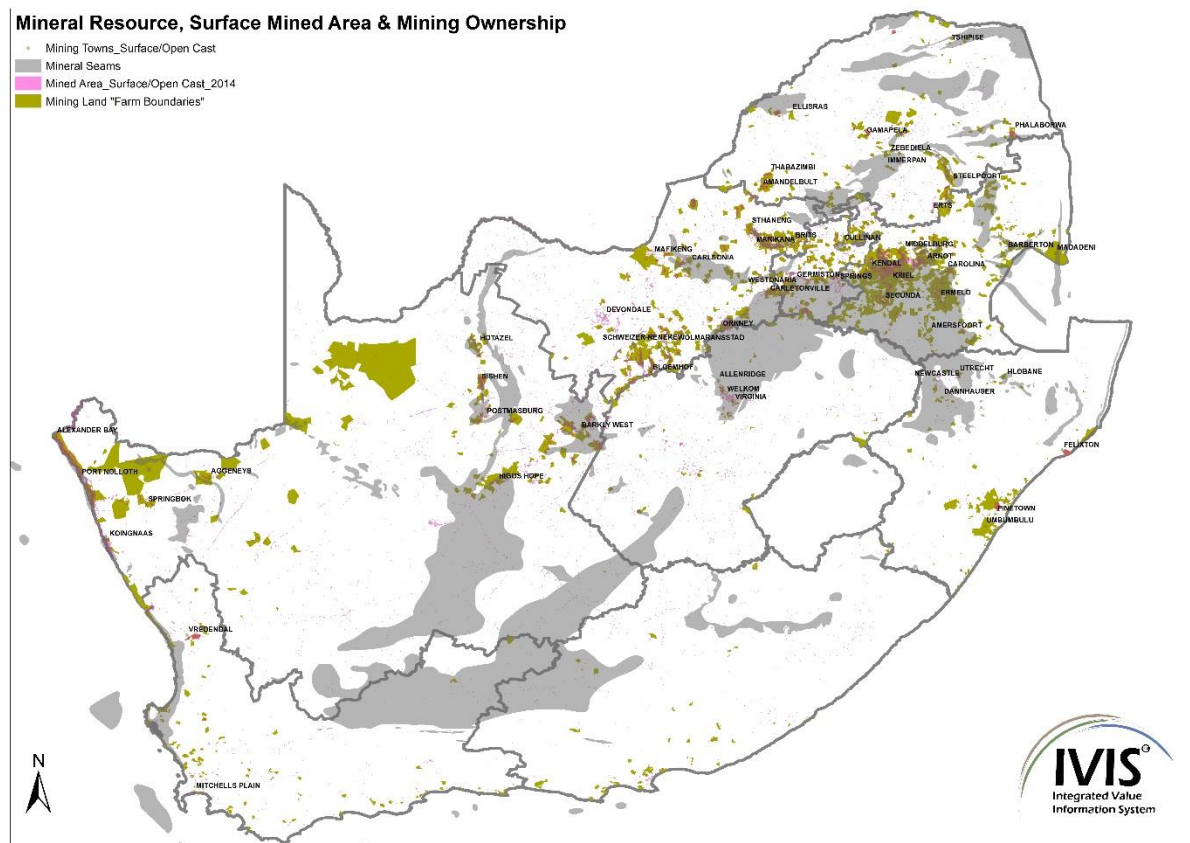 Mineral Resource, Surface Mined Area & Mining Ownership
Mining Towns_Surface/Open Cast
Mineral Seams
Mined Area_Surface/Open Cast_2014
Mining Land "Farm Boundaries"
TSHIPISE
ELLISRAS
GAMAPELA
PHALABORWA
ZEBEDIELA
IMMERPAN
THABAZIMBI
AMANDELBULT
STEELPOORT
ERTS
STHANENG
MARIKANA
BRITS
CULLINAN
MIDDELBURG
BARBERTON
MADADENI
MAFIKENG
CARLSONIA
KENDAL
ARNOT
CAROLINA
WESTONARIA
GERMISTON
SPRINGS
KRIEL
CARLETONVILLE
SECUNDA
ERMELO
DEVONDALE
ORKNEY
AMERSFOORT
HOTAZEL
SCHWEIZER-RENEKE
WOLMARANSSTAD
BLOEMHOF
ALLENRIDGE
NEWCASTLE
UTRECHT
HLOBANE
SISHEN
WELKOM
VIRGINIA
DANNHAUSER
POSTMASBURG
BARKLY WEST
ALEXANDER BAY
FELIXTON
PORT NOLLOTH
AGGENEYS
HIGGS HOPE
SPRINGBOK
PINETOWN
UMBUMBULU
KOINGNAAS
VREDENDAL
MITCHELLS PLAIN
N
IVIS
Integrated Value
Information System